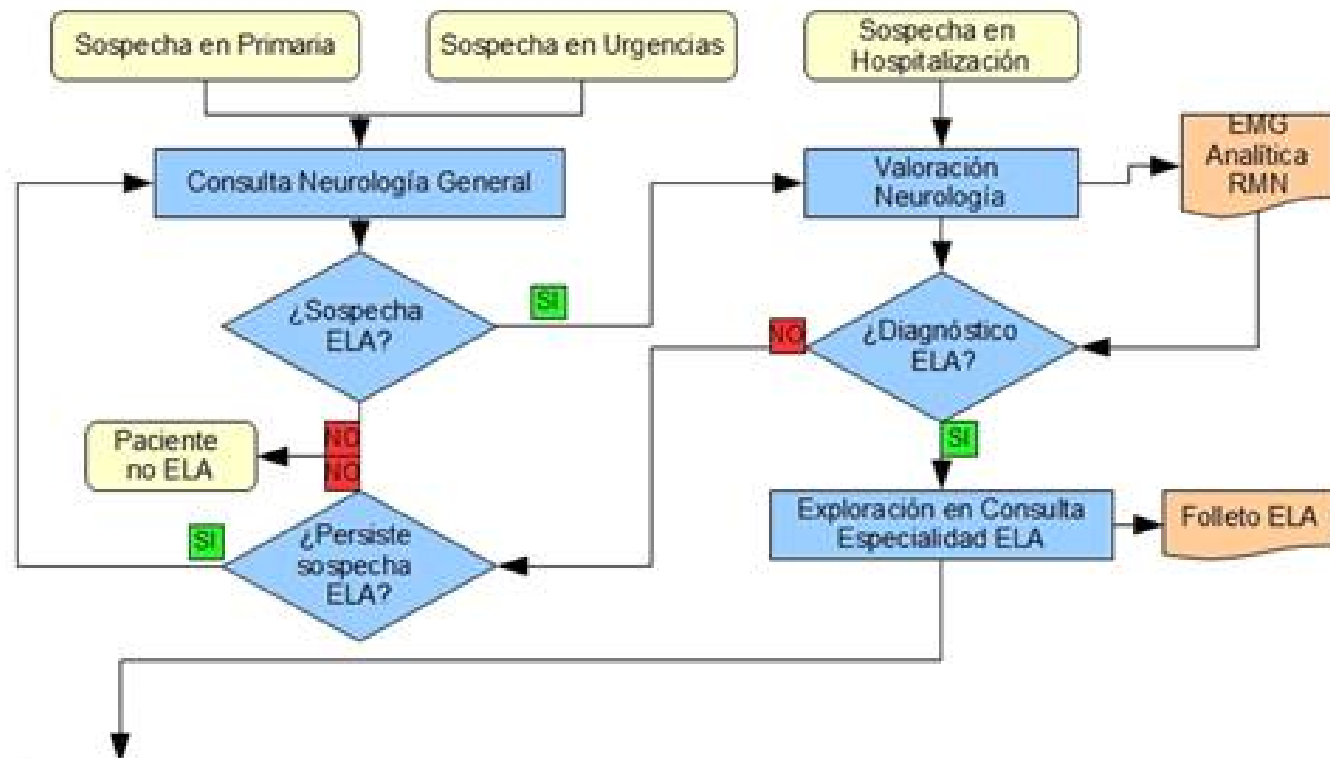 Sospecha en Primaria
Sospecha en Urgencias
Sospecha en
Hospitalización
Consulta Neurología General
Valoración
Neurología
EMG
Analítica
RMN
¿Sospecha
ELA?
SI
¿Diagnóstico
ELA?
NO
SI
Paciente
no ELA
NO
NO
¿Persiste
sospecha
ELA?
SI
Exploración en Consulta
Especialidad ELA
Folleto ELA